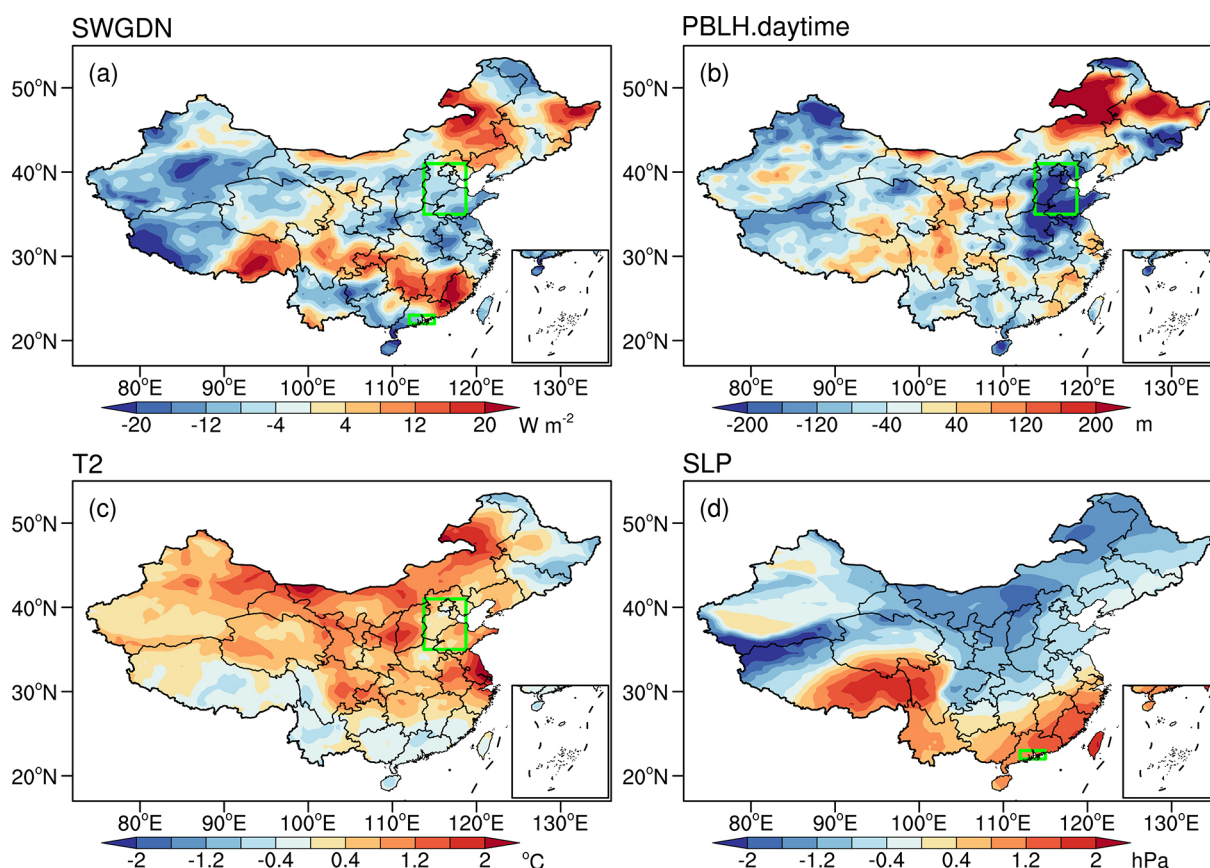 SWGDN
PBLH.daytime
(a)
(b)
50°N
40°N
30°N
20°N
50°N
40°N
30°N
20°N
80°E 90°E 100°E 110°E 120°E 130°E
80°E 90°E 100°E 110°E 120°E 130°E
-20 -12 -4 4 12 20 W m⁻²
-200 -120 -40 40 120 200 m
T2
SLP
(c)
(d)
50°N
40°N
30°N
20°N
50°N
40°N
30°N
20°N
80°E 90°E 100°E 110°E 120°E 130°E
80°E 90°E 100°E 110°E 120°E 130°E
-2 -1.2 -0.4 0.4 1.2 2 °C
-2 -1.2 -0.4 0.4 1.2 2 hPa